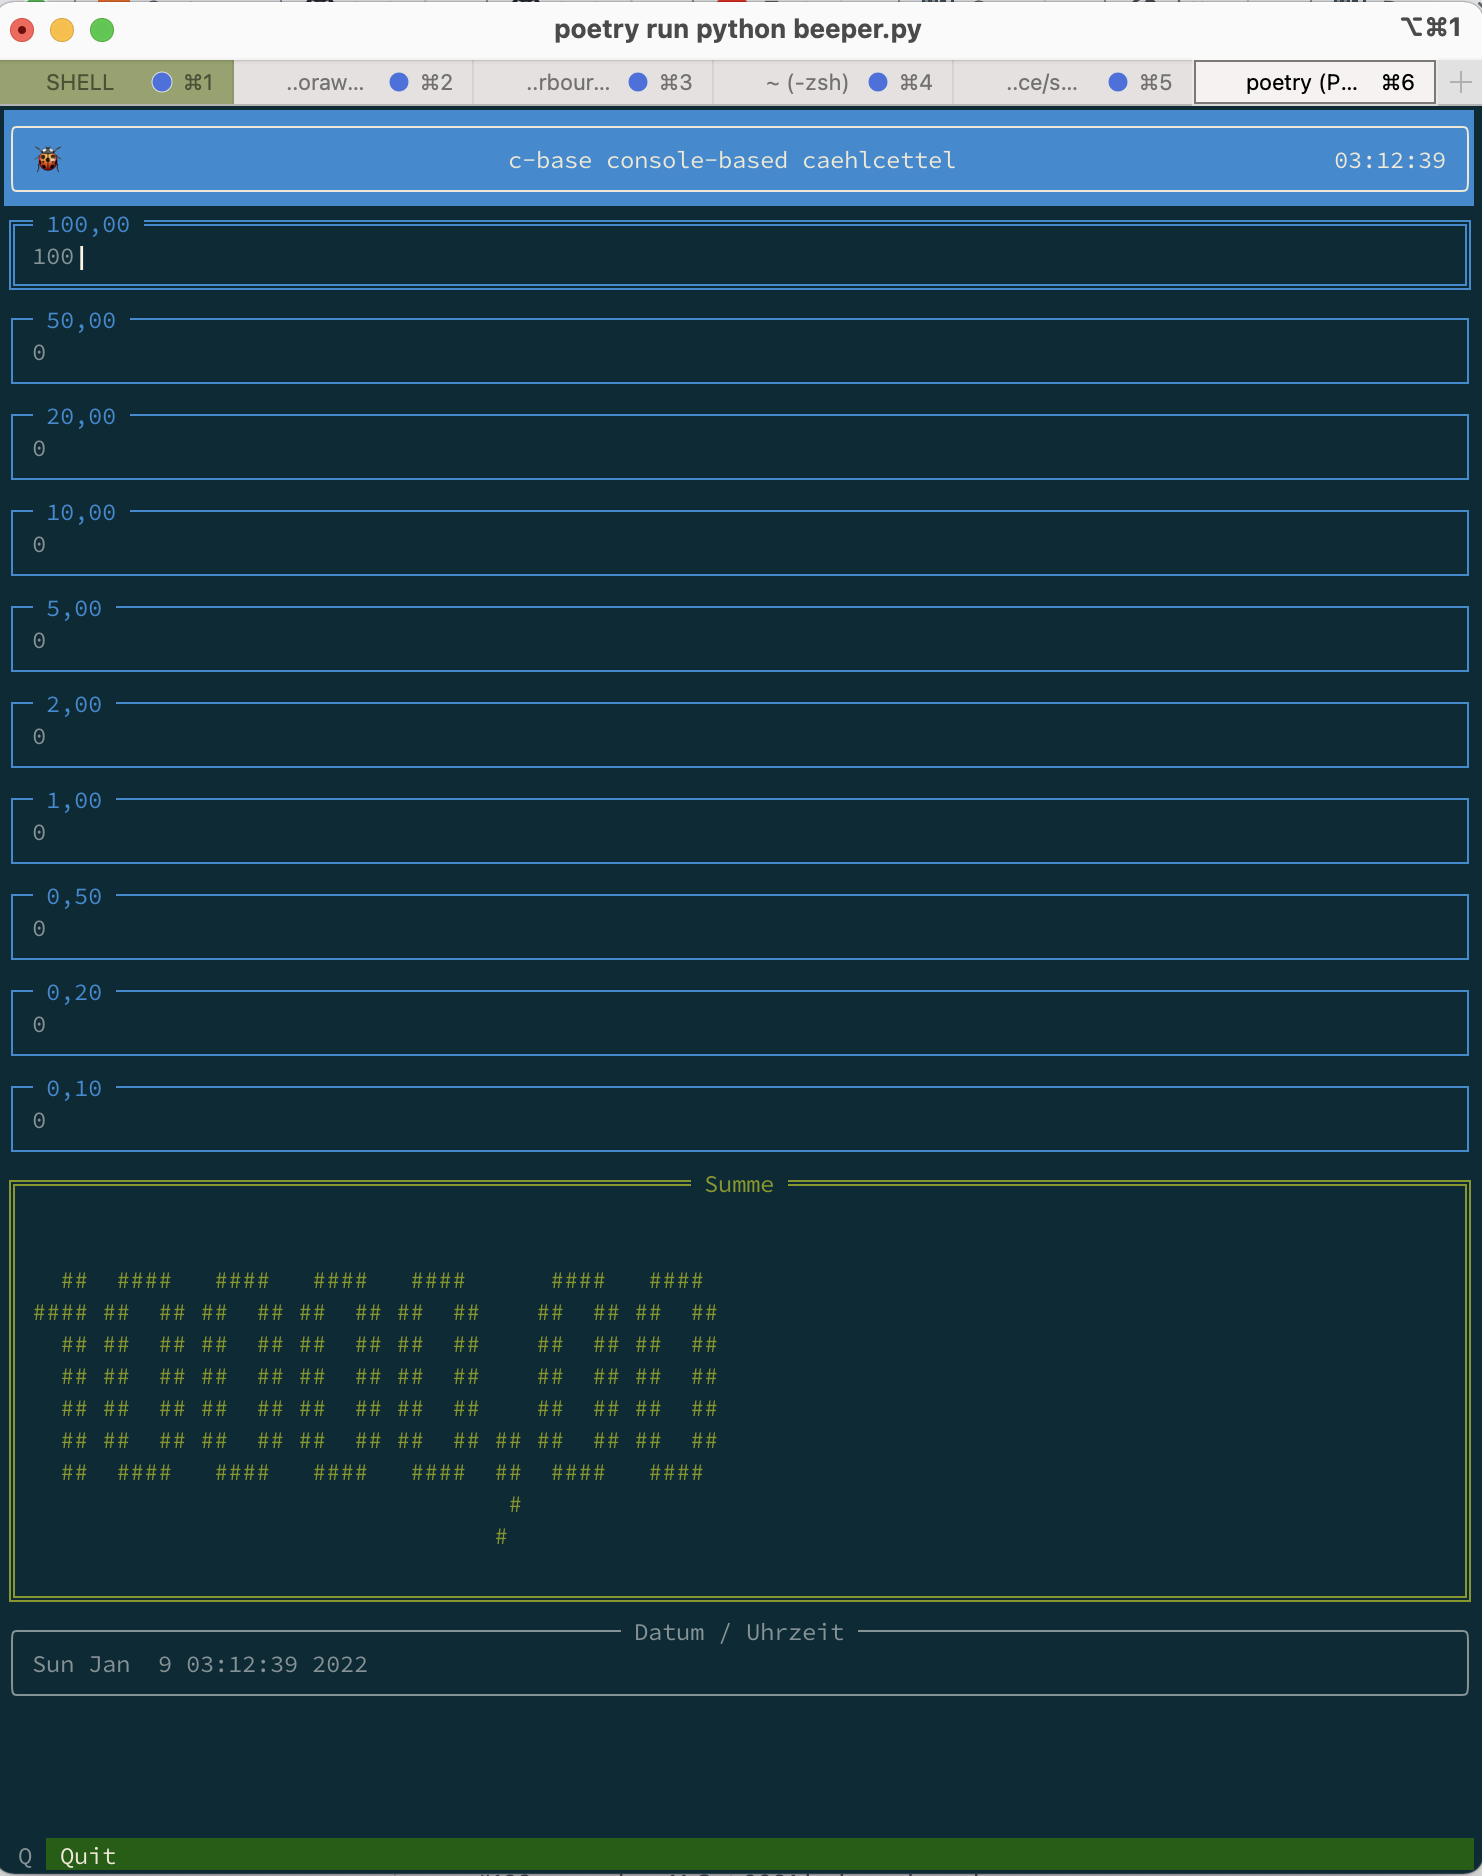 poetry run python beeper.py ⌥⌘1
SHELL ⌘1 ..oraw... ⌘2 ..rbour... ⌘3 ~ (-zsh) ⌘4 ..ce/s... ⌘5 poetry (P... ⌘6 +
c-base console-based caehlcettel 03:12:39
100,00
100
50,00
0
20,00
0
10,00
0
5,00
0
2,00
0
1,00
0
0,50
0
0,20
0
0,10
0
Summe
  ##  ####   ####   ####   ####      ####   ####
#### ##  ## ##  ## ##  ## ##  ##    ##  ## ##  ##
  ## ##  ## ##  ## ##  ## ##  ##    ##  ## ##  ##
  ## ##  ## ##  ## ##  ## ##  ##    ##  ## ##  ##
  ## ##  ## ##  ## ##  ## ##  ##    ##  ## ##  ##
  ## ##  ## ##  ## ##  ## ##  ## ## ##  ## ##  ##
  ##  ####   ####   ####   ####  ##  ####   ####
                                  #
                                 #
Datum / Uhrzeit
Sun Jan  9 03:12:39 2022
Q Quit